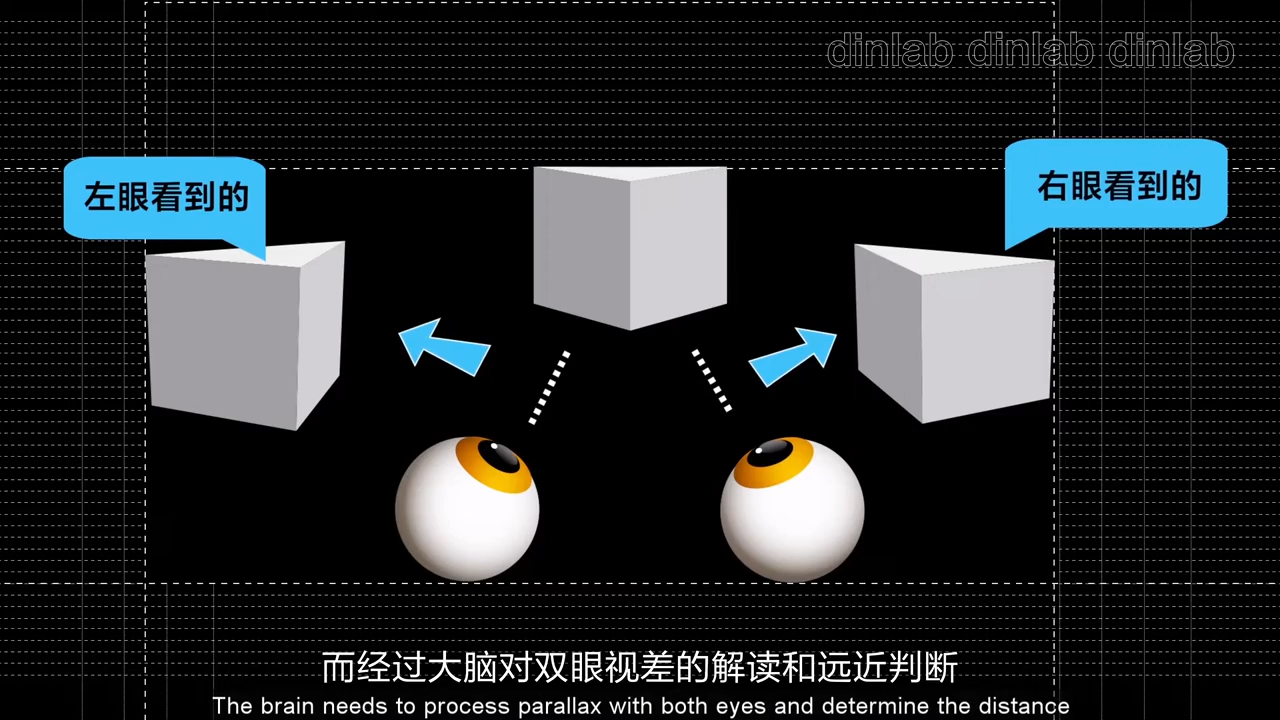 dinlab dinlab dinlab
左眼看到的
右眼看到的
而经过大脑对双眼视差的解读和远近判断
The brain needs to process parallax with both eyes and determine the distance